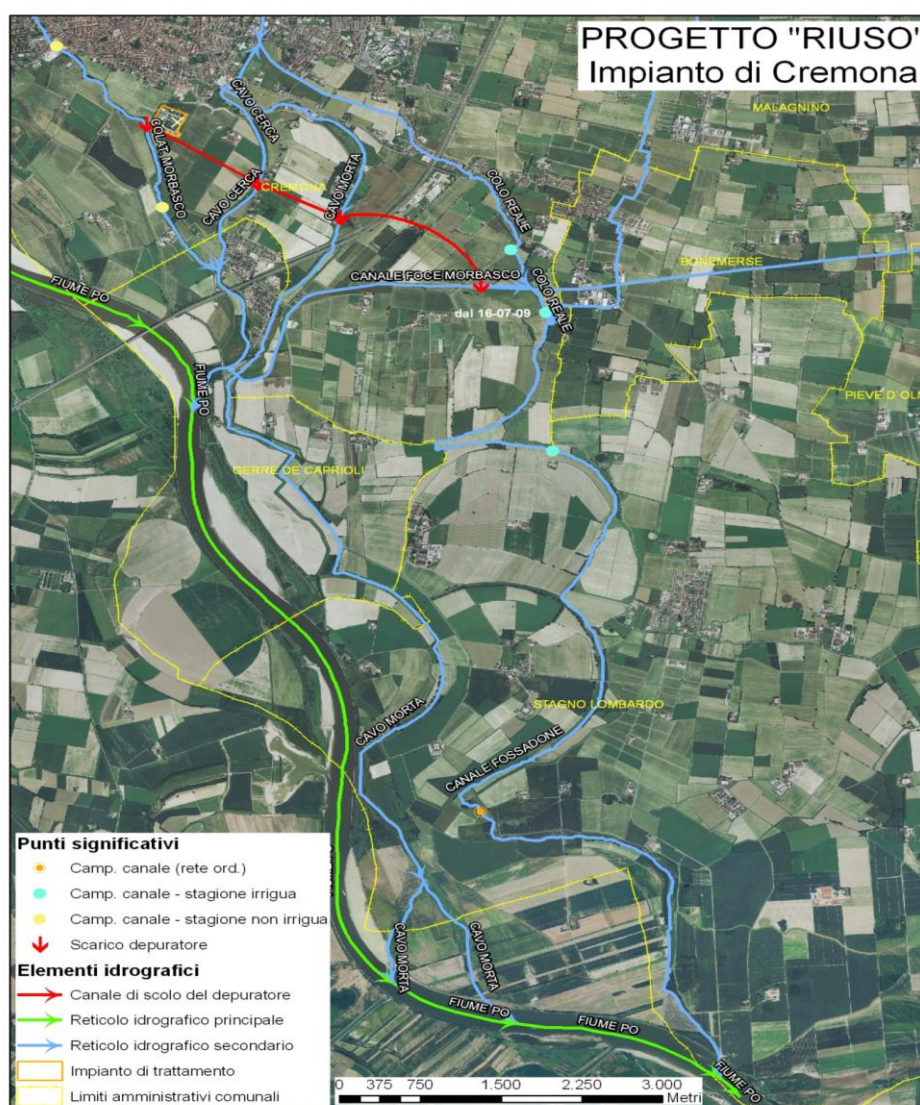 PROGETTO "RIUSO"
Impianto di Cremona
MALAGNINO
CAVO CERCA
COLAT. MORBASCO
CAVO CERCA
CREMONA
CAVO MORTA
COLO REALE
BONEMERSE
CANALE FOCE MORBASCO
COLO REALE
FIUME PO
dal 16-07-09
FIUME PO
GERRE DE'CAPRIOLI
STAGNO LOMBARDO
CAVO MORTA
CANALE FOSSADONE
CAVO MORTA
CAVO MORTA
FIUME PO
FIUME PO
FIUME PO
Punti significativi
Camp. canale (rete ord.)
Camp. canale - stagione irrigua
Camp. canale - stagione non irrigua
Scarico depuratore
Elementi idrografici
Canale di scolo del depuratore
Reticolo idrografico principale
Reticolo idrografico secondario
Impianto di trattamento
Limiti amministrativi comunali
0 375 750 1.500 2.250 3.000
Metri